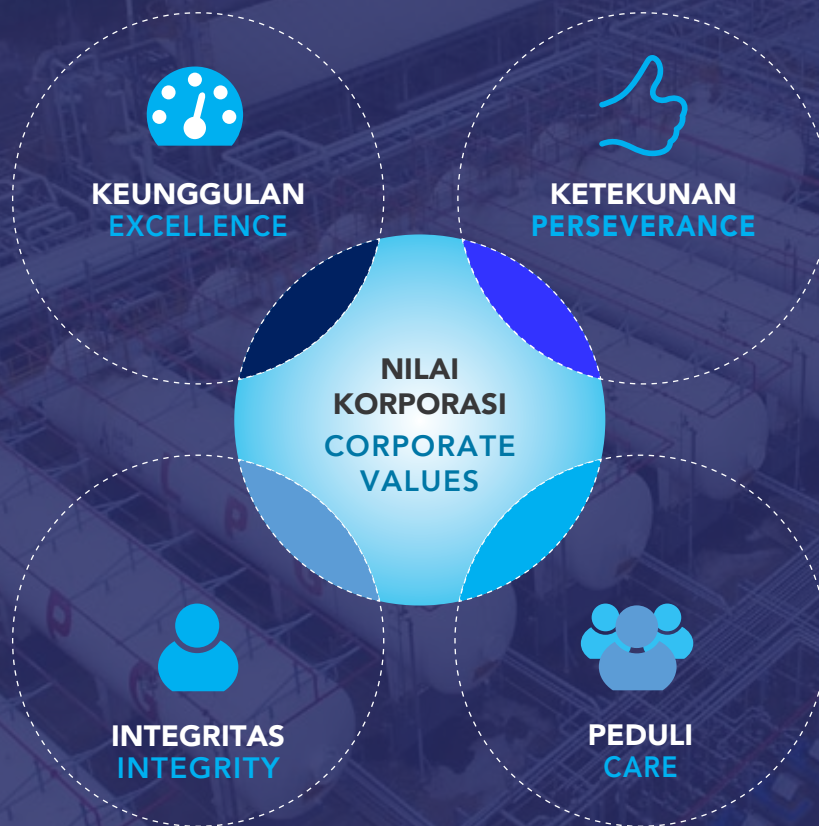 KEUNGGULAN
EXCELLENCE
KETEKUNAN
PERSEVERANCE
NILAI
KORPORASI
CORPORATE
VALUES
INTEGRITAS
INTEGRITY
PEDULI
CARE